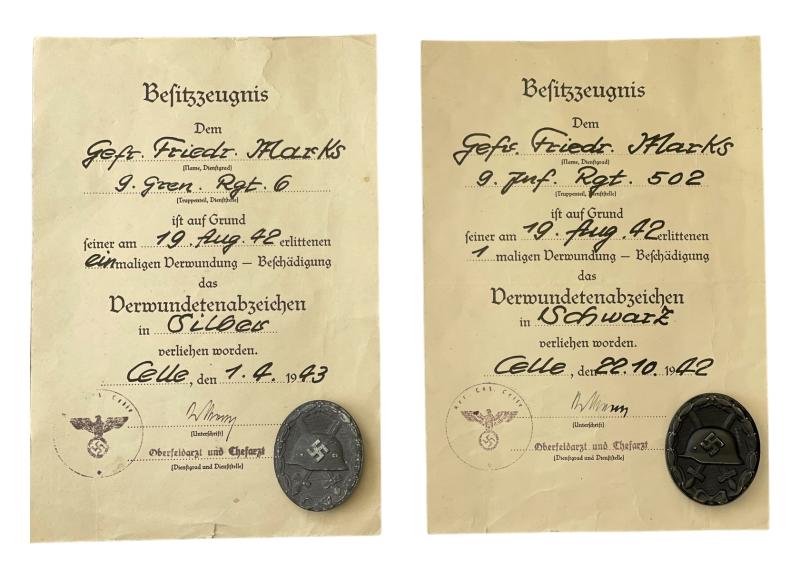 Besitzzeugnis
Dem
Gefr. Friedr. Marks
(Name, Dienstgrad)
9. Gren. Rgt. 6
(Truppenteil, Dienststelle)
ist auf Grund
seiner am 19. Aug. 42 erlittenen
einmaligen Verwundung – Beschädigung
das
Verwundetenabzeichen
in Silber
verliehen worden.
Celle, den 1. 4. 1943
(Unterschrift)
Oberfeldarzt und Chefarzt
(Dienstgrad und Dienststelle)
Besitzzeugnis
Dem
Gefr. Friedr. Marks
(Name, Dienstgrad)
9. Inf. Rgt. 502
(Truppenteil, Dienststelle)
ist auf Grund
seiner am 19. Aug. 42 erlittenen
1 maligen Verwundung – Beschädigung
das
Verwundetenabzeichen
in Schwarz
verliehen worden.
Celle, den 22.10. 1942
(Unterschrift)
Oberfeldarzt und Chefarzt
(Dienstgrad und Dienststelle)